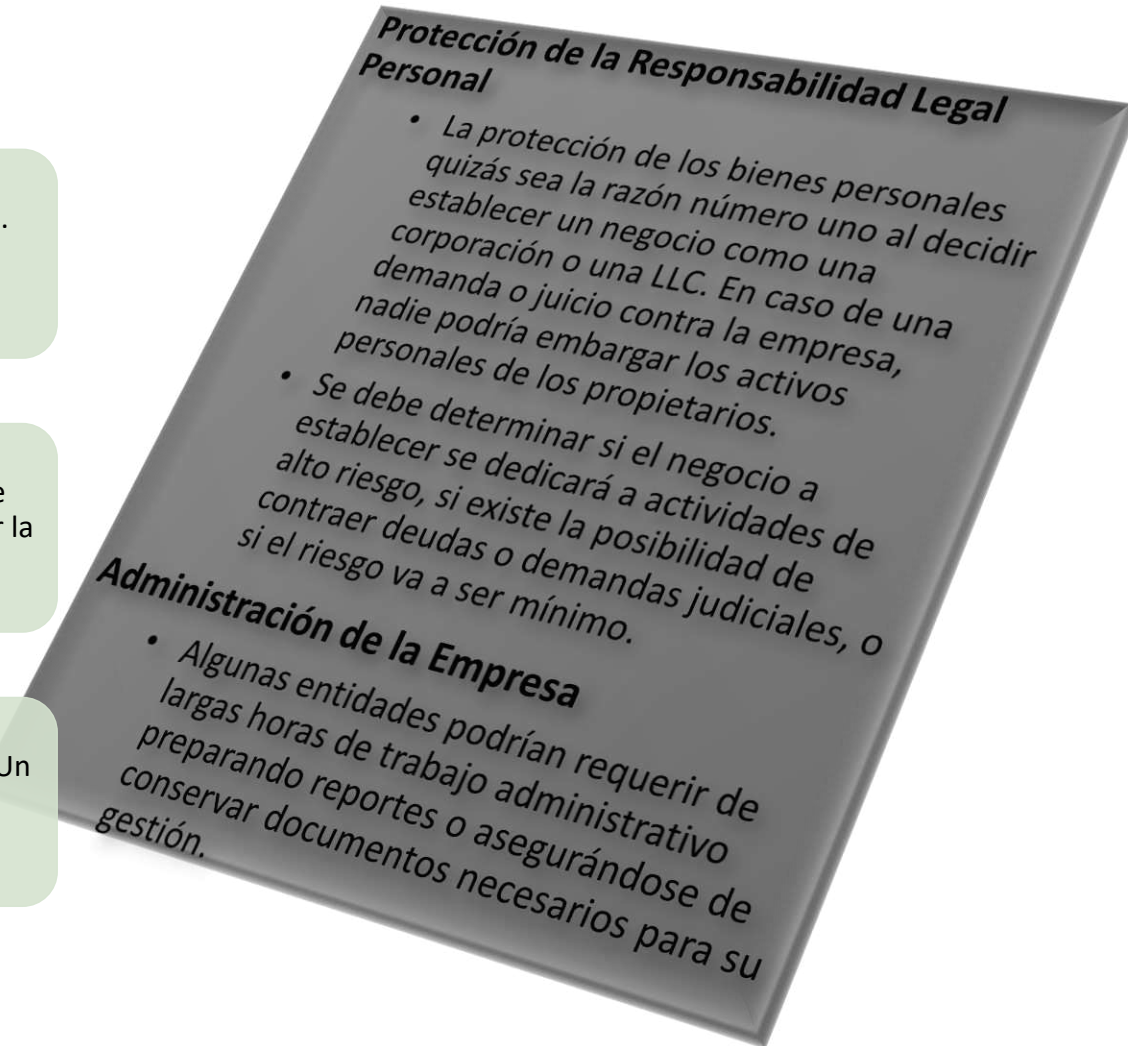 .
e
r la
Un
Protección de la Responsabilidad Legal
Personal
• La protección de los bienes personales
quizás sea la razón número uno al decidir
establecer un negocio como una
corporación o una LLC. En caso de una
demanda o juicio contra la empresa,
nadie podría embargar los activos
personales de los propietarios.
• Se debe determinar si el negocio a
establecer se dedicará a actividades de
alto riesgo, si existe la posibilidad de
contraer deudas o demandas judiciales, o
si el riesgo va a ser mínimo.
Administración de la Empresa
• Algunas entidades podrían requerir de
largas horas de trabajo administrativo
preparando reportes o asegurándose de
conservar documentos necesarios para su
gestión.